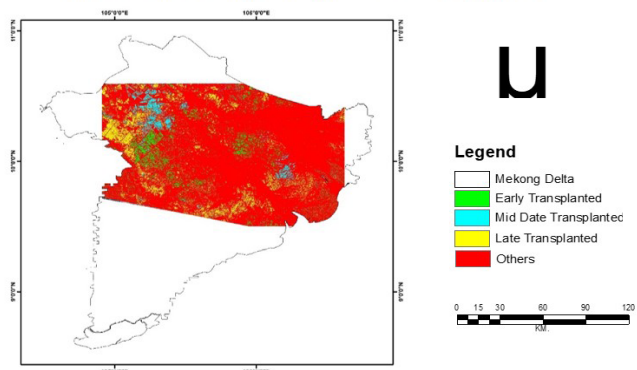 105°0'0"E 106°0'0"E
µ
Legend
Mekong Delta
Early Transplanted
Mid Date Transplanted
Late Transplanted
Others
0 15 30 60 90 120
KM.